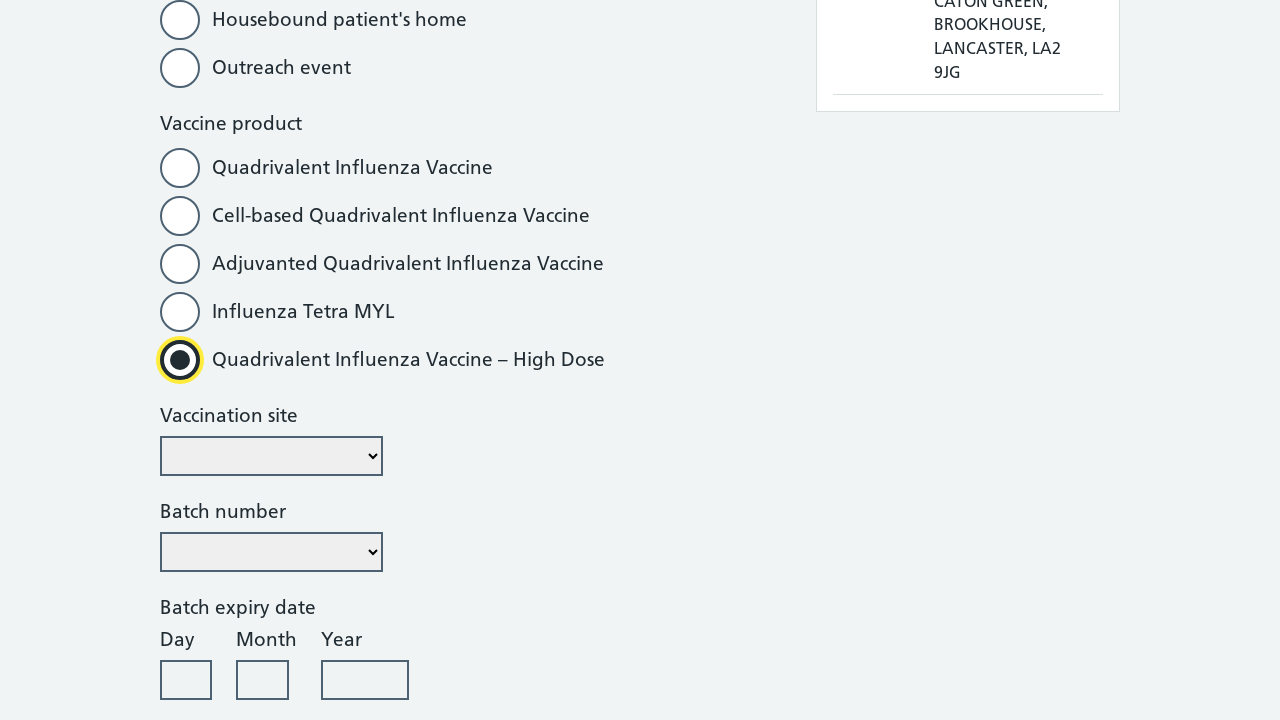 Housebound patient's home
Outreach event
Vaccine product
Quadrivalent Influenza Vaccine
Cell-based Quadrivalent Influenza Vaccine
Adjuvanted Quadrivalent Influenza Vaccine
Influenza Tetra MYL
Quadrivalent Influenza Vaccine – High Dose
Vaccination site
Batch number
Batch expiry date
Day Month Year
CATON GREEN,
BROOKHOUSE,
LANCASTER, LA2
9JG